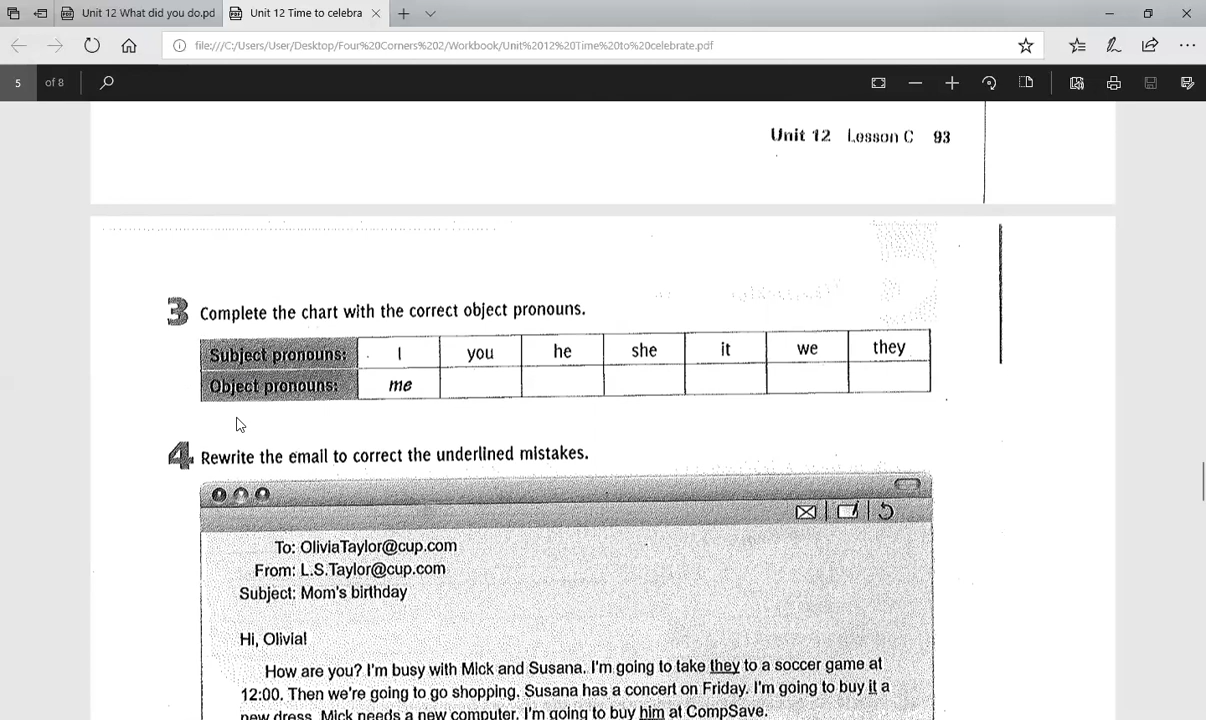 Unit 12 What did you do.pd
Unit 12 Time to celebra
file:///C:/Users/User/Desktop/Four%20Corners%202/Workbook/Unit%2012%20Time%20to%20celebrate.pdf
5 of 8
Unit 12 Lesson C 93
3 Complete the chart with the correct object pronouns.
Subject pronouns: I you he she it we they
Object pronouns: me
4 Rewrite the email to correct the underlined mistakes.
To: OliviaTaylor@cup.com
From: L.S.Taylor@cup.com
Subject: Mom's birthday
Hi, Olivia!
How are you? I'm busy with Mick and Susana. I'm going to take they to a soccer game at
12:00. Then we're going to go shopping. Susana has a concert on Friday. I'm going to buy it a
new dress. Mick needs a new computer. I'm going to buy him at CompSave.